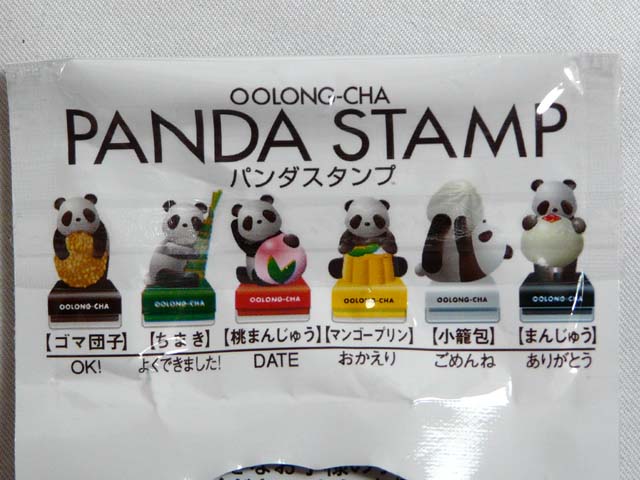 OOLONG-CHA
PANDA STAMP
パンダスタンプ
OOLONG-CHA OOLONG-CHA OOLONG-CHA OOLONG-CHA OOLONG-CHA OOLONG-CHA
【ゴマ団子】 【ちまき】 【桃まんじゅう】 【マンゴープリン】 【小籠包】 【まんじゅう】
OK! よくできました! DATE おかえり ごめんね ありがとう